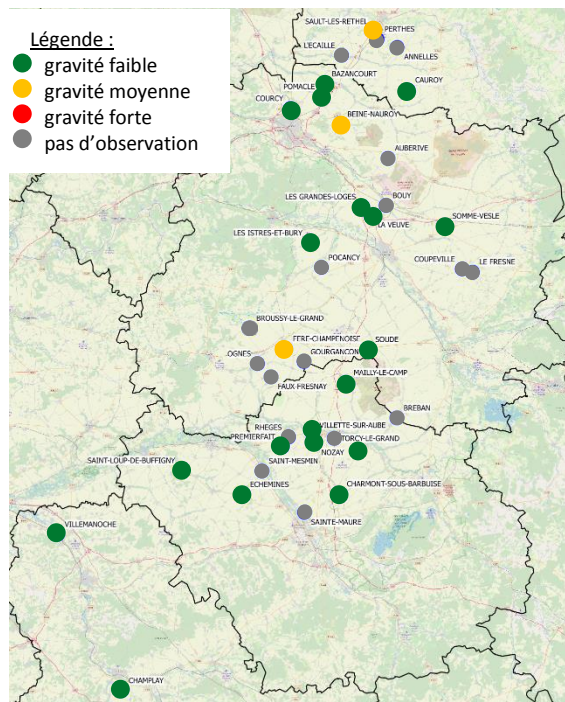 Légende :
gravité faible
gravité moyenne
gravité forte
pas d'observation
SAULT-LES-RETHEL
PERTHES
L'ECAILLE
ANNELLES
BAZANCOURT
POMACLE
CAUROY
COURCY
BEINE-NAUROY
AUBERIVE
LES GRANDES-LOGES
BOUY
LA VEUVE
SOMME-VESLE
LES ISTRES-ET-BURY
POCANCY
COUPEVILLE
LE FRESNE
BROUSSY-LE-GRAND
FERE-CHAMPENOISE
SOUDE
GOURGANCON
OGNES
FAUX-FRESNAY
MAILLY-LE-CAMP
BREBAN
RHEGES
VILLETTE-SUR-AUBE
PREMIERFAIT
TORCY-LE-GRAND
NOZAY
SAINT-LOUP-DE-BUFFIGNY
SAINT-MESMIN
ECHEMINES
CHARMONT-SOUS-BARBUISE
SAINTE-MAURE
VILLEMANOCHE
CHAMPLAY